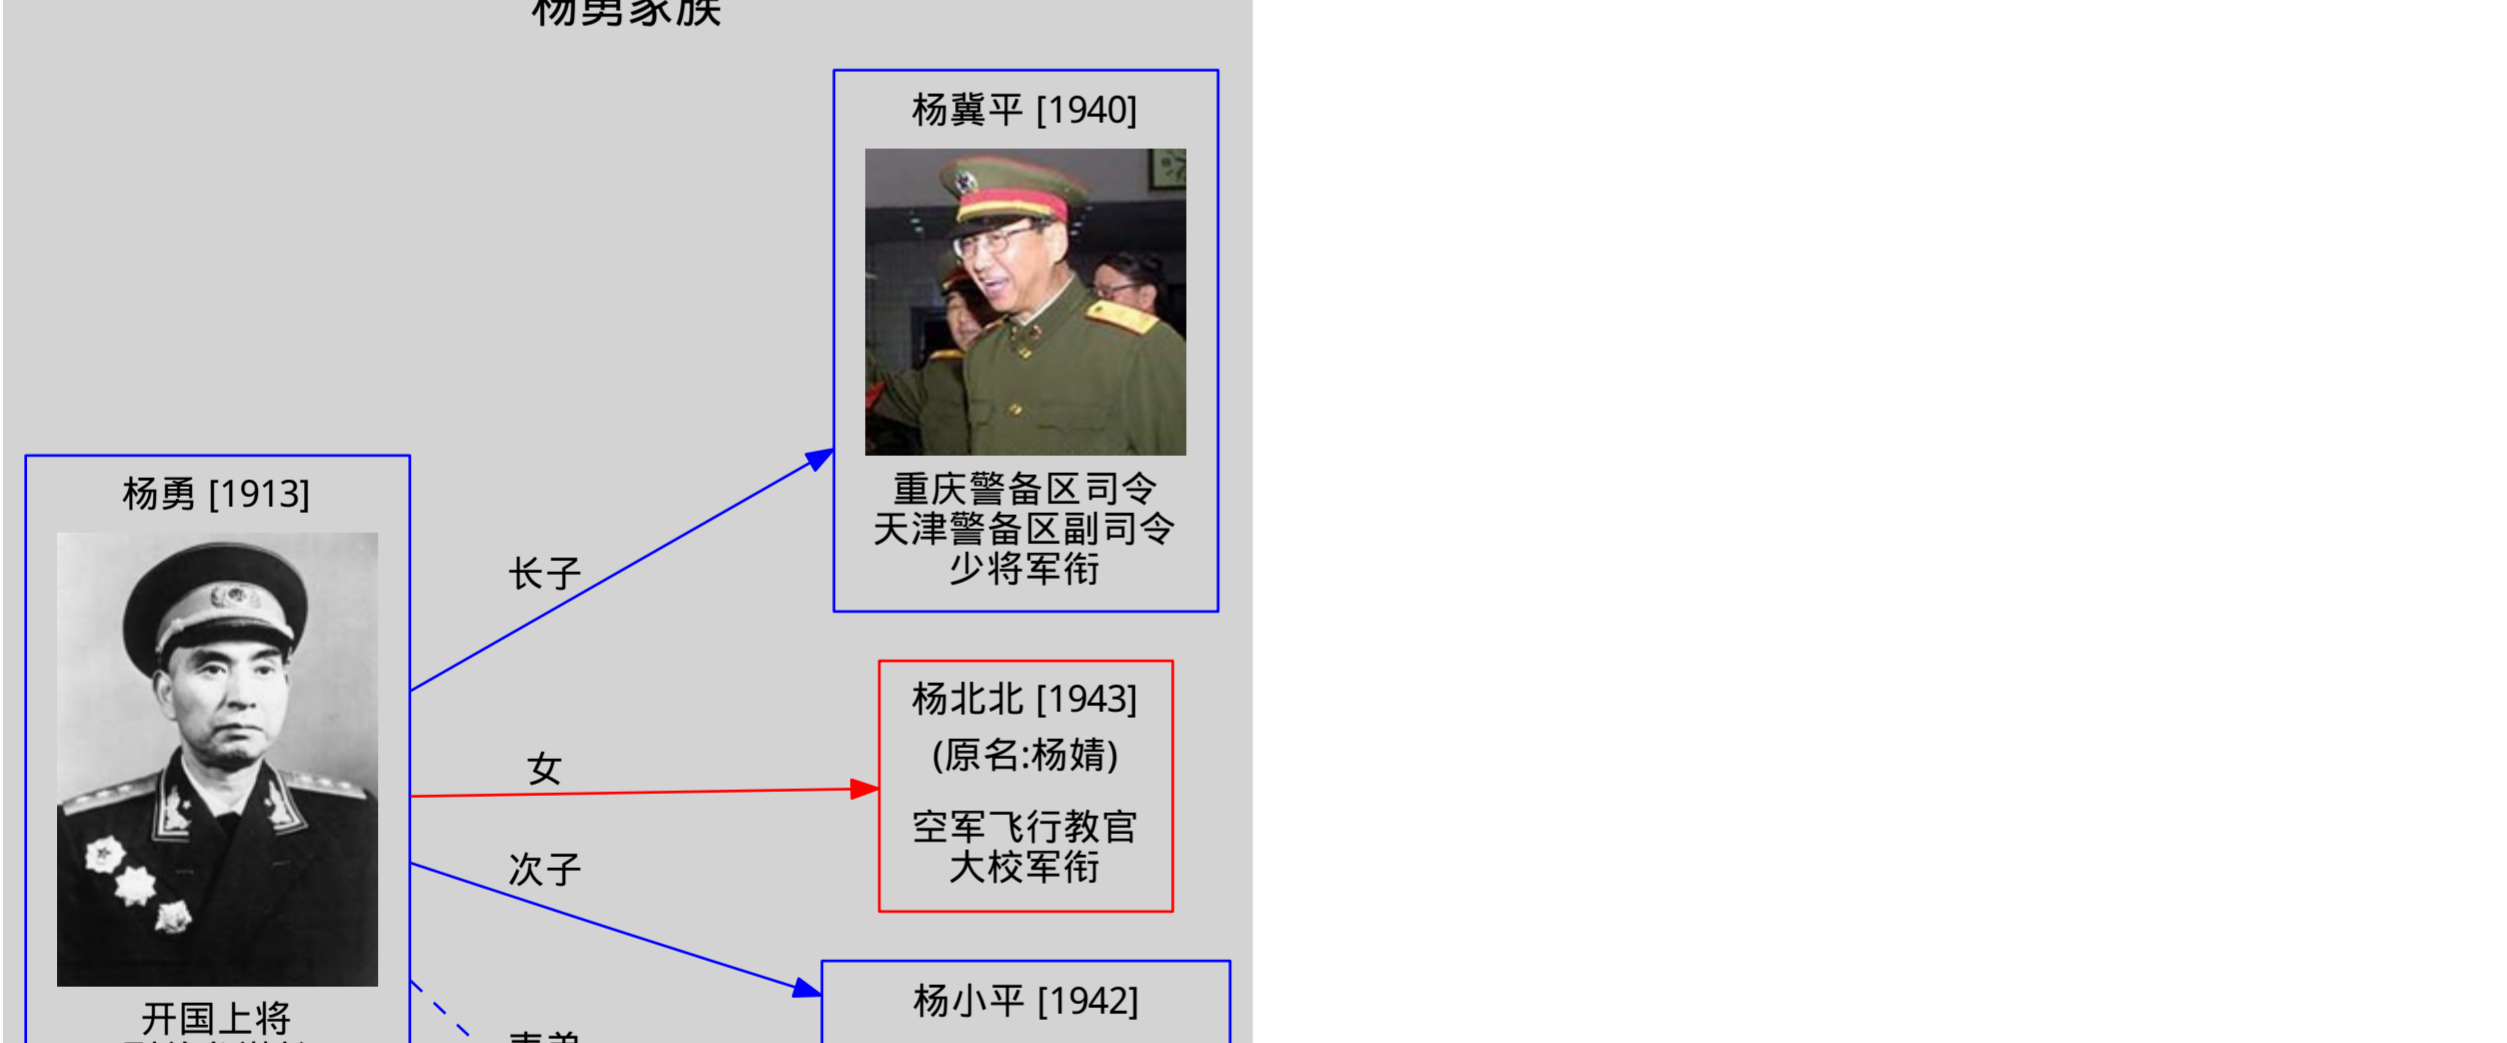 杨勇家族
杨冀平 [1940]
重庆警备区司令
天津警备区副司令
少将军衔
杨勇 [1913]
开国上将
长子
女
次子
杨北北 [1943]
(原名:杨婧)
空军飞行教官
大校军衔
杨小平 [1942]